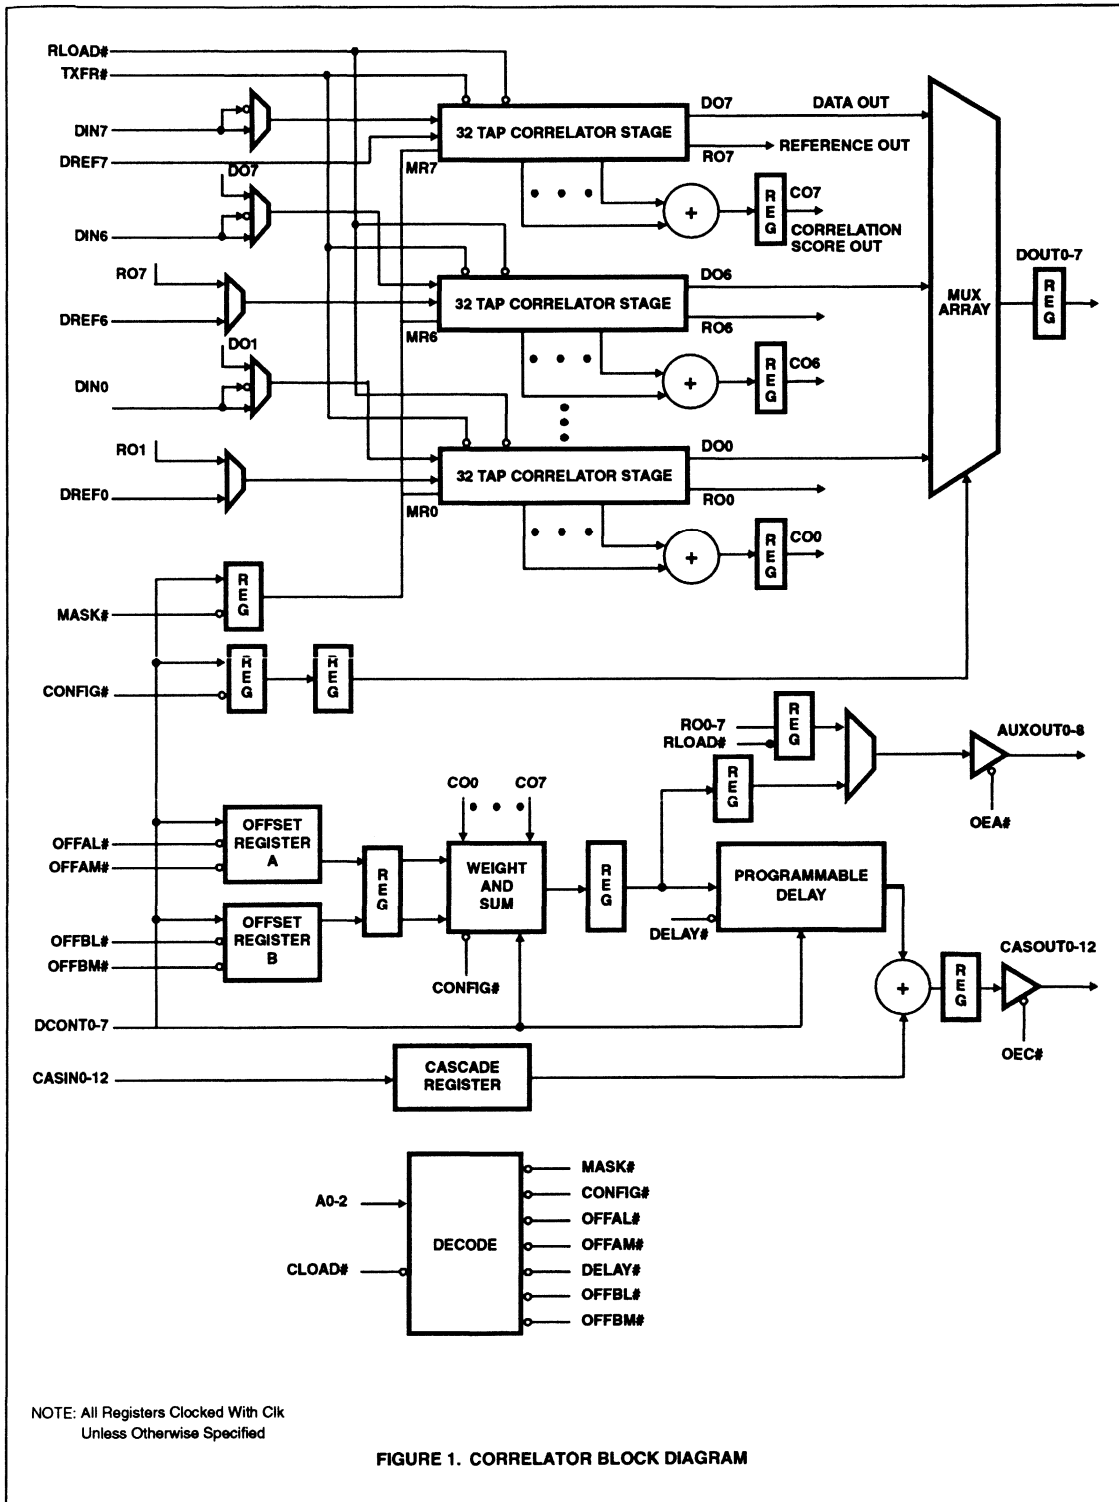 RLOAD#
TXFR#
DIN7
DREF7
32 TAP CORRELATOR STAGE
MR7
DO7
DATA OUT
RO7
REFERENCE OUT
+
REG
CO7
CORRELATION
SCORE OUT
DO7
DIN6
RO7
DREF6
32 TAP CORRELATOR STAGE
MR6
DO6
RO6
+
REG
CO6
MUX
ARRAY
DOUT0-7
REG
DO1
DIN0
RO1
DREF0
32 TAP CORRELATOR STAGE
MR0
DO0
RO0
+
REG
CO0
MASK#
REG
CONFIG#
REG
REG
RO0-7
RLOAD#
REG
REG
AUXOUT0-8
OEA#
OFFAL#
OFFAM#
OFFSET
REGISTER
A
OFFBL#
OFFBM#
OFFSET
REGISTER
B
REG
CO0
CO7
WEIGHT
AND
SUM
CONFIG#
REG
PROGRAMMABLE
DELAY
DELAY#
+
REG
CASOUT0-12
OEC#
DCONT0-7
CASIN0-12
CASCADE
REGISTER
A0-2
CLOAD#
DECODE
MASK#
CONFIG#
OFFAL#
OFFAM#
DELAY#
OFFBL#
OFFBM#
NOTE: All Registers Clocked With Clk
Unless Otherwise Specified
FIGURE 1. CORRELATOR BLOCK DIAGRAM